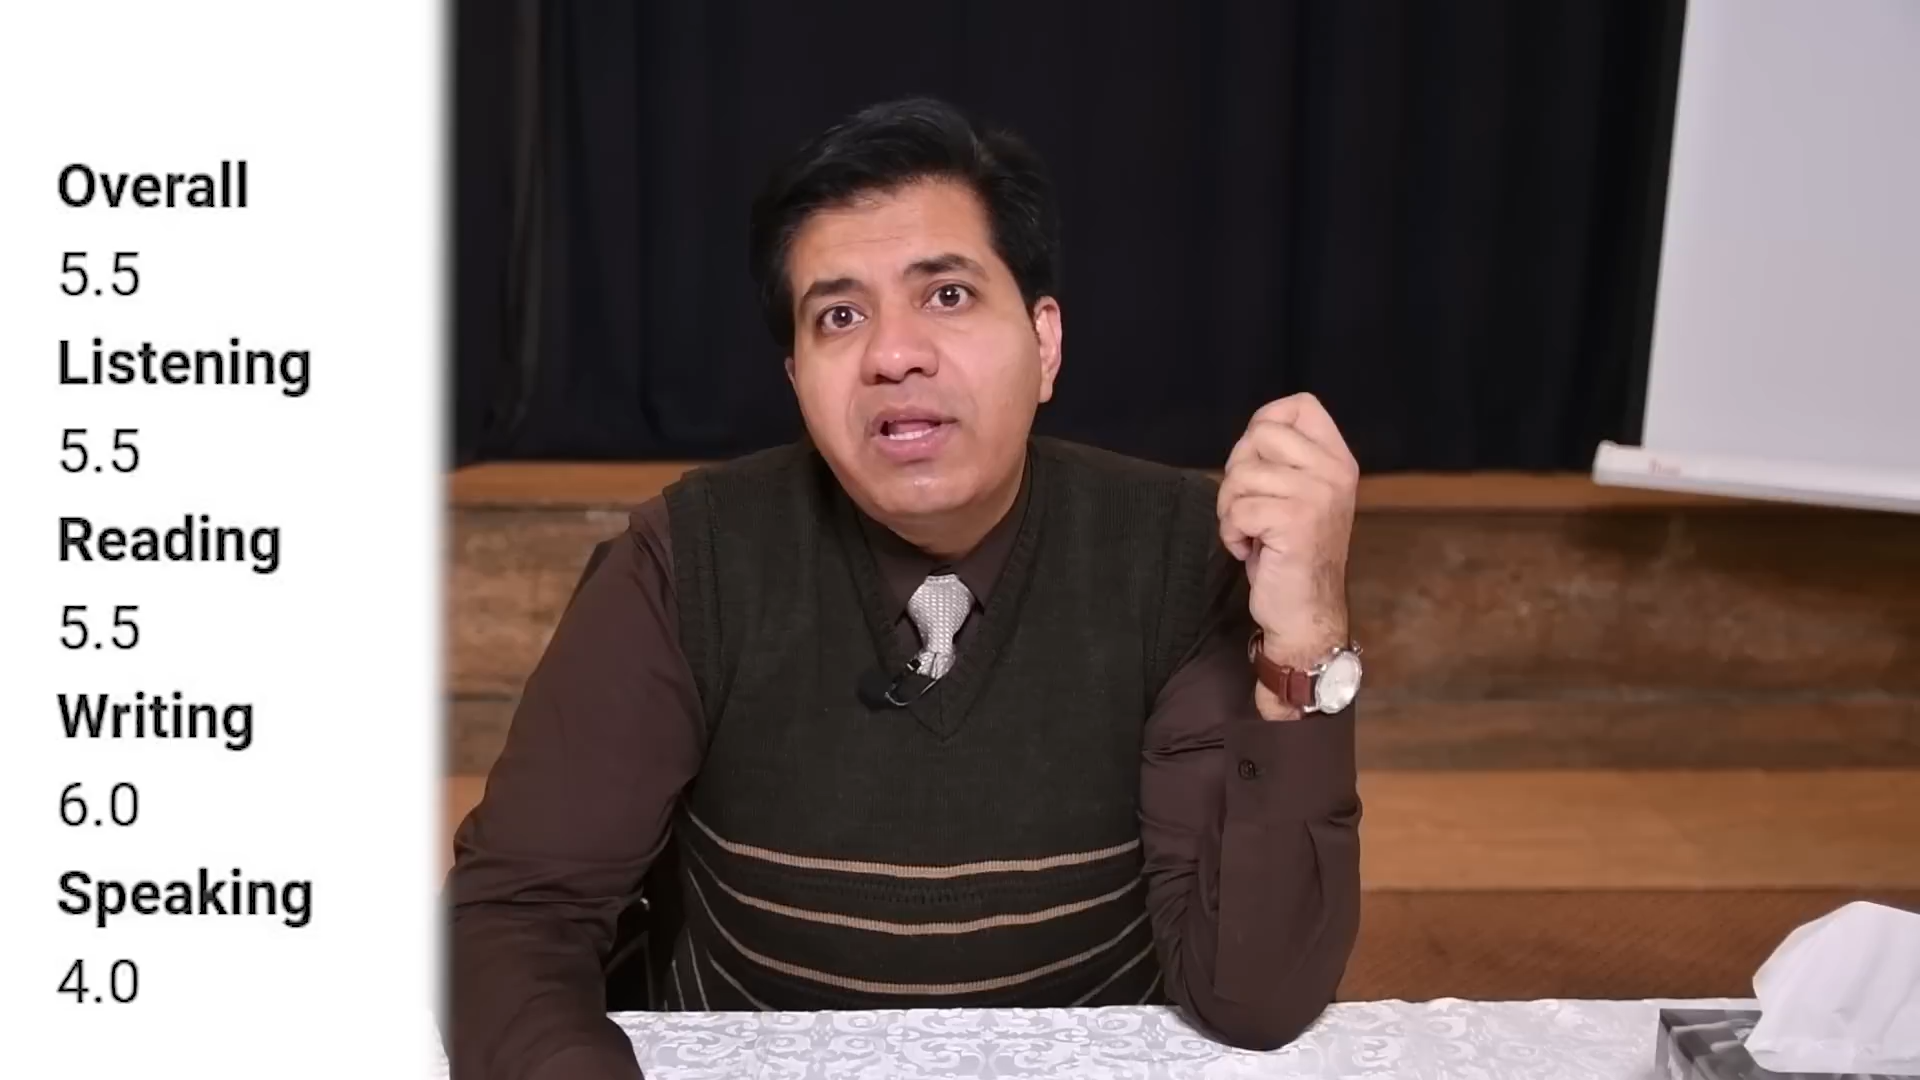 Overall
5.5
Listening
5.5
Reading
5.5
Writing
6.0
Speaking
4.0